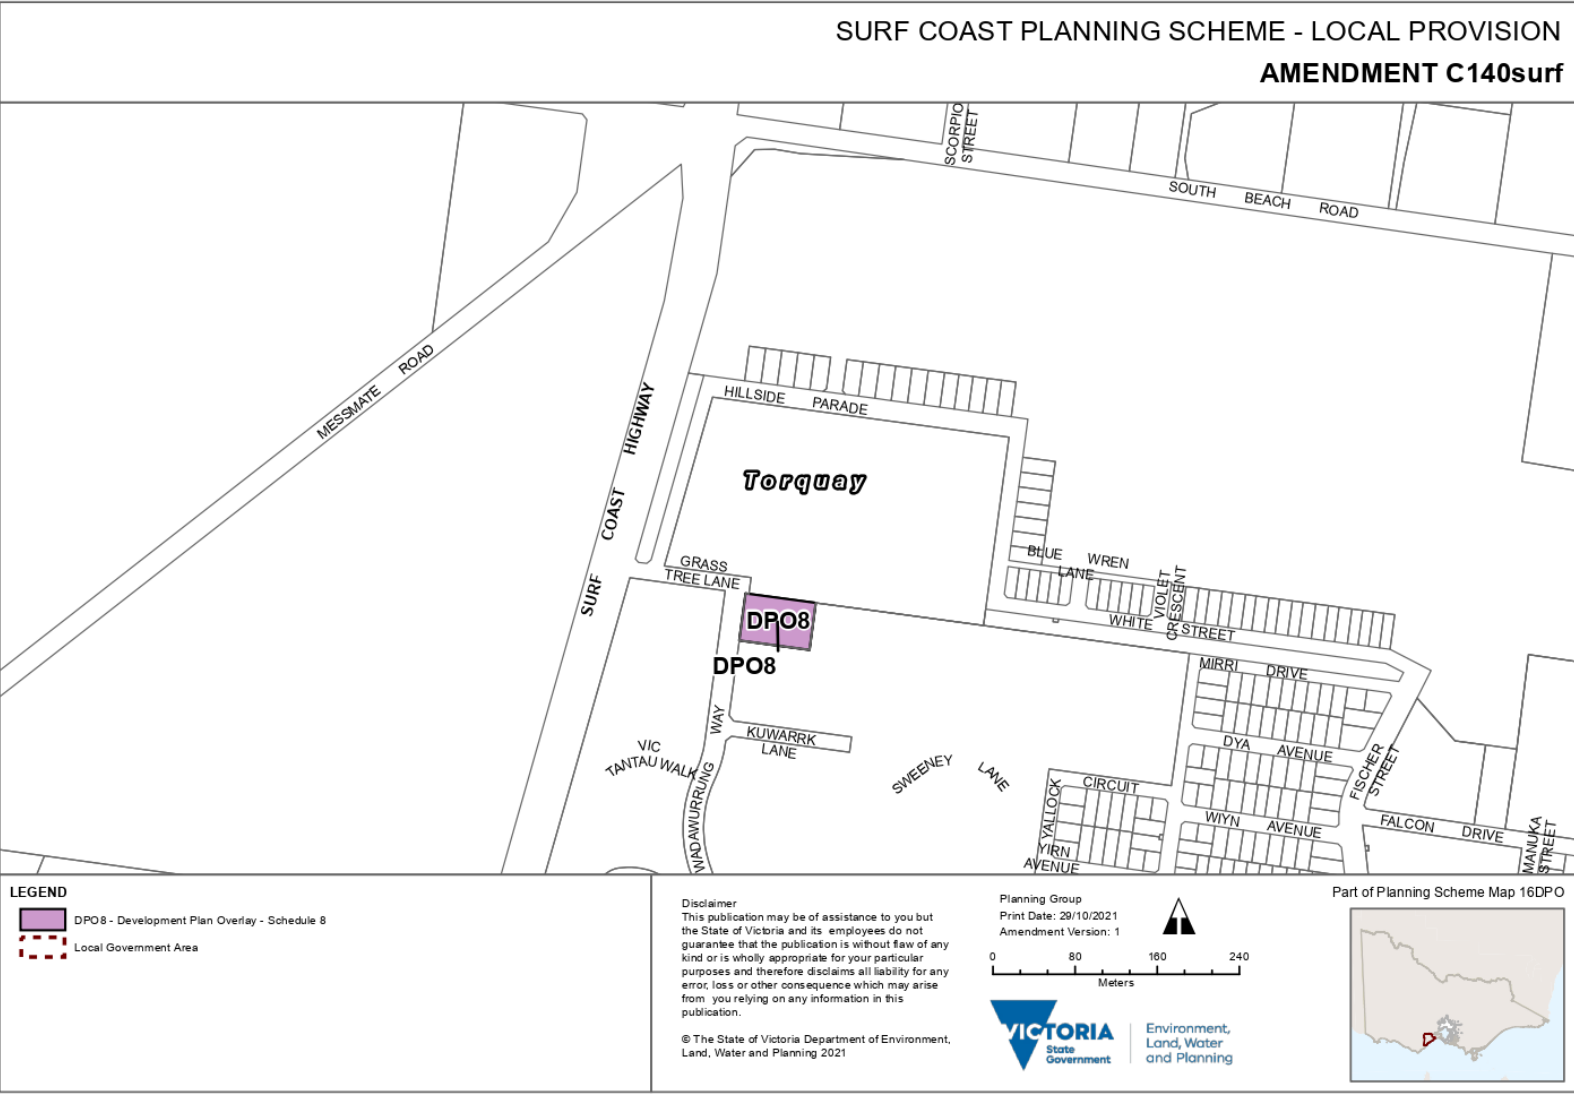 SURF COAST PLANNING SCHEME - LOCAL PROVISION
AMENDMENT C140surf
SCORPIO
STREET
SOUTH BEACH ROAD
MESSMATE ROAD
SURF COAST HIGHWAY
HILLSIDE PARADE
Torquay
GRASS
TREE LANE
BLUE WREN
LANE
VIOLET
CRESCENT
WHITE STREET
DPO8
DPO8
MIRRI DRIVE
WADAWURRUNG WAY
KUWARRK
LANE
VIC
TANTAU WALK
SWEENEY LANE
DYA AVENUE
FISCHER
STREET
CIRCUIT
YALLOCK
WIYN AVENUE
FALCON DRIVE
MANUKA
STREET
YIRN
AVENUE
LEGEND
DPO8 - Development Plan Overlay - Schedule 8
Local Government Area
Disclaimer
This publication may be of assistance to you but
the State of Victoria and its employees do not
guarantee that the publication is without flaw of any
kind or is wholly appropriate for your particular
purposes and therefore disclaims all liability for any
error, loss or other consequence which may arise
from you relying on any information in this
publication.
© The State of Victoria Department of Environment,
Land, Water and Planning 2021
Planning Group
Print Date: 29/10/2021
Amendment Version: 1
0 80 160 240
Meters
VICTORIA
State
Government
Environment,
Land, Water
and Planning
Part of Planning Scheme Map 16DPO